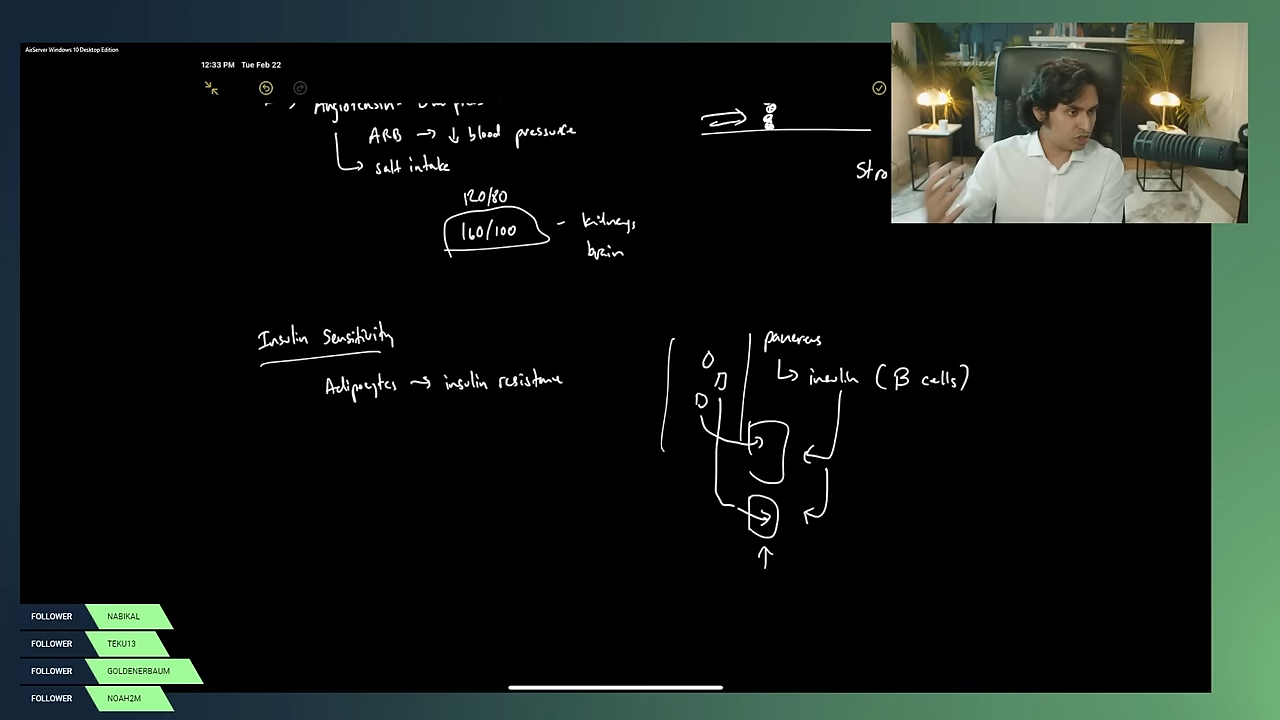 AirServer Windows 10 Desktop Edition
12:33 PM Tue Feb 22
Angiotensin-
ARB → ↓ blood pressure
salt intake
Stro
120/80
160/100 - kidneys
brain
Insulin Sensitivity
Adipocytes → insulin resistance
pancreas
insulin (B cells)
FOLLOWER NABIKAL
FOLLOWER TEKU13
FOLLOWER GOLDENERBAUM
FOLLOWER NOAH2M